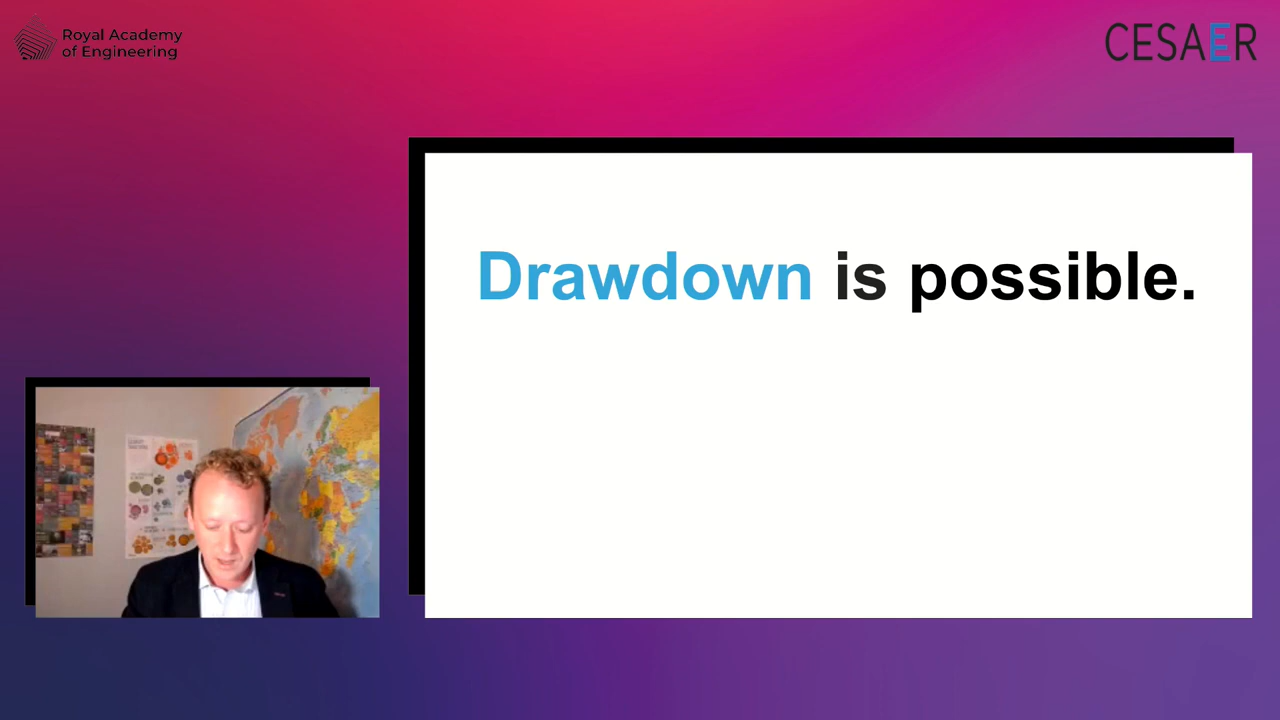 Royal Academy
of Engineering
CESAER
Drawdown is possible.